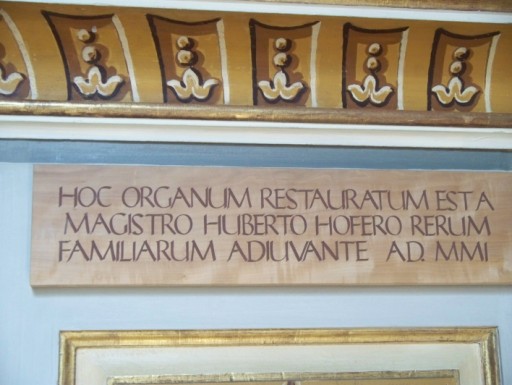 HOC ORGANUM RESTAURATUM EST A
MAGISTRO HUBERTO HOFERO RERUM
FAMILIARUM ADIUVANTE AD. MMI